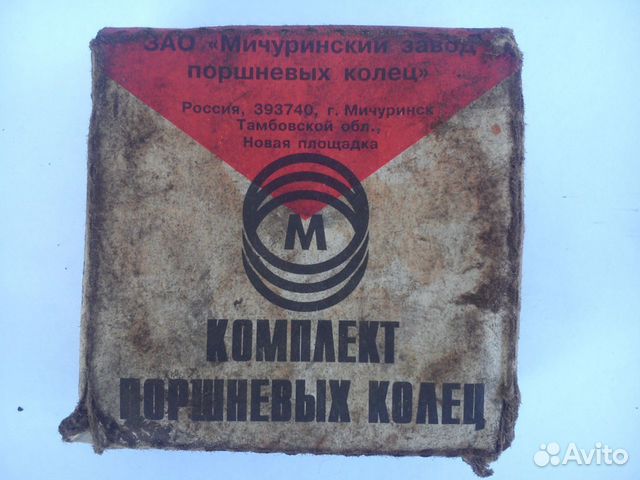 ЗАО «Мичуринский завод
поршневых колец»
Россия, 393740, г. Мичуринск
Тамбовской обл.,
Новая площадка
М
КОМПЛЕКТ
ПОРШНЕВЫХ КОЛЕЦ
Avito